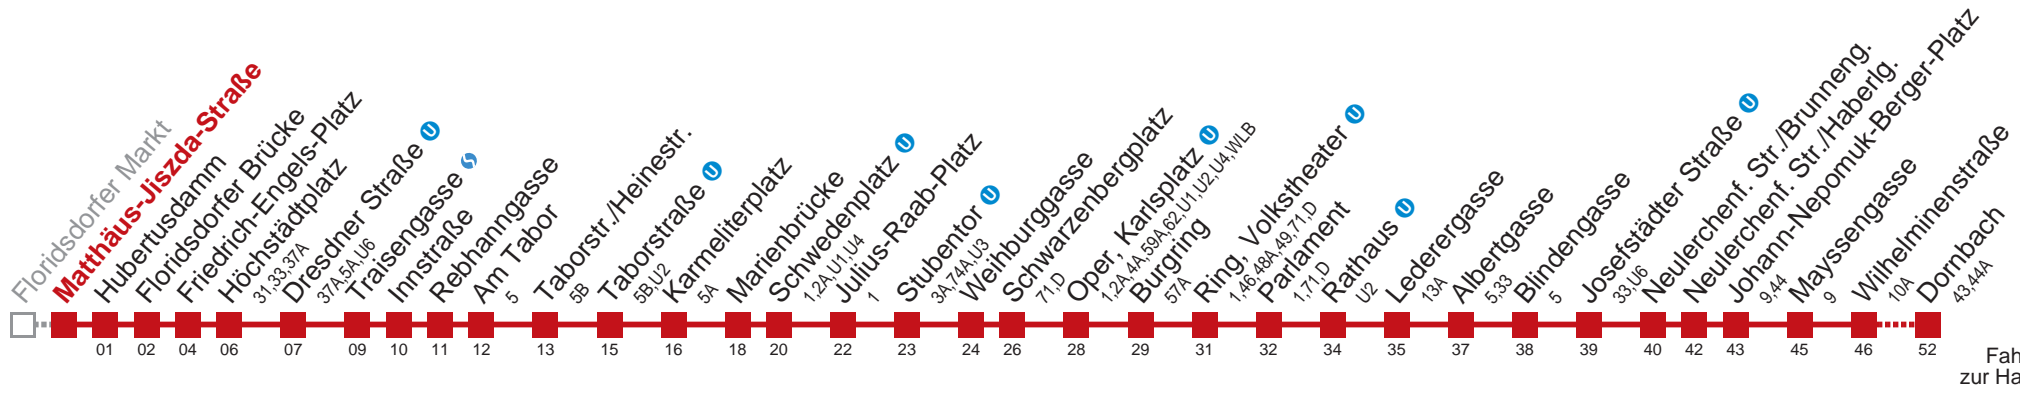 Floridsdorfer Markt
Matthäus-Jiszda-Straße
Hubertusdamm
Floridsdorfer Brücke
Friedrich-Engels-Platz
Höchstädtplatz
31,33,37A
Dresdner Straße U
37A,5A,U6
Traisengasse S
Innstraße
Rebhanngasse
Am Tabor
5
Taborstr./Heinestr.
5B
Taborstraße U
5B,U2
Karmeliterplatz
5A
Marienbrücke
Schwedenplatz U
1,2A,U1,U4
Julius-Raab-Platz
1
Stubentor U
3A,74A,U3
Weihburggasse
Schwarzenbergplatz
71,D
Oper, Karlsplatz U
1,2A,4A,59A,62,U1,U2,U4,WLB
Burgring
57A
Ring, Volkstheater U
1,46,48A,49,71,D
Parlament
1,71,D
Rathaus U
U2
Lederergasse
13A
Albertgasse
5,33
Blindengasse
5
Josefstädter Straße U
33,U6
Neulerchenf. Str./Brunneng.
Neulerchenf. Str./Haberlg.
Johann-Nepomuk-Berger-Platz
9,44
Mayssengasse
9
Wilhelminenstraße
10A
Dornbach
43,44A
01 02 04 06 07 09 10 11 12 13 15 16 18 20 22 23 24 26 28 29 31 32 34 35 37 38 39 40 42 43 45 46 52
Fah
zur Ha